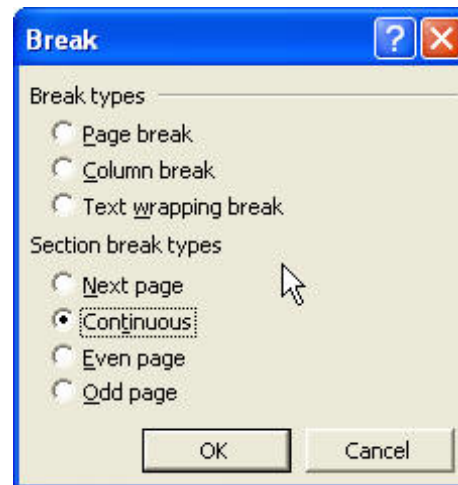 Break ?
Break types
Page break
Column break
Text wrapping break
Section break types
Next page
Continuous
Even page
Odd page
OK Cancel